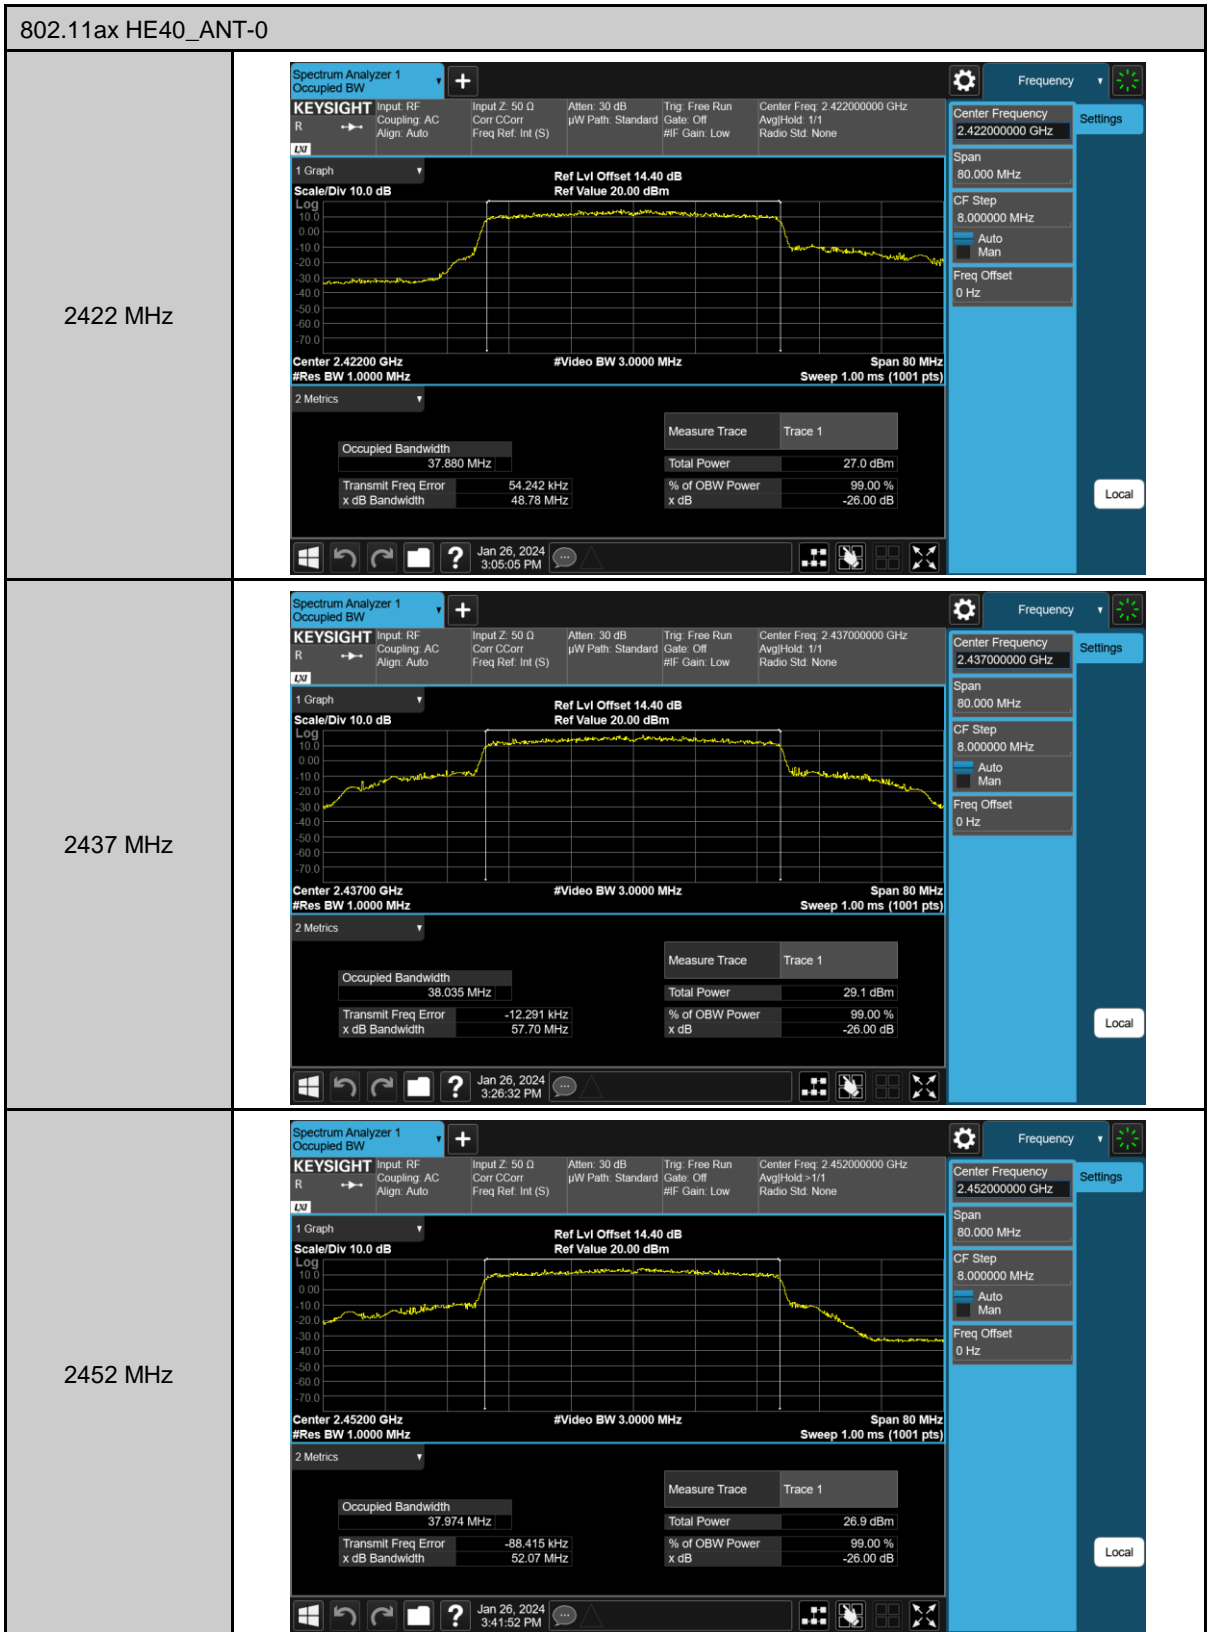 802.11ax HE40_ANT-0
2422 MHz
Spectrum Analyzer 1
Occupied BW
Frequency
KEYSIGHT
R
LXI
Input: RF
Coupling: AC
Align: Auto
Input Z: 50 Ω
Corr CCorr
Freq Ref: Int (S)
Atten: 30 dB
µW Path: Standard
Trig: Free Run
Gate: Off
#IF Gain: Low
Center Freq: 2.422000000 GHz
Avg|Hold: 1/1
Radio Std: None
Center Frequency
2.422000000 GHz
Settings
Span
80.000 MHz
CF Step
8.000000 MHz
Auto
Man
Freq Offset
0 Hz
Local
1 Graph
Scale/Div 10.0 dB
Ref Lvl Offset 14.40 dB
Ref Value 20.00 dBm
Log
10.0
0.00
-10.0
-20.0
-30.0
-40.0
-50.0
-60.0
-70.0
Center 2.42200 GHz
#Video BW 3.0000 MHz
Span 80 MHz
#Res BW 1.0000 MHz
Sweep 1.00 ms (1001 pts)
2 Metrics
Measure Trace Trace 1
Occupied Bandwidth
37.880 MHz
Total Power 27.0 dBm
Transmit Freq Error 54.242 kHz
% of OBW Power 99.00 %
x dB Bandwidth 48.78 MHz
x dB -26.00 dB
?
Jan 26, 2024
3:05:05 PM
2437 MHz
Spectrum Analyzer 1
Occupied BW
Frequency
KEYSIGHT
R
LXI
Input: RF
Coupling: AC
Align: Auto
Input Z: 50 Ω
Corr CCorr
Freq Ref: Int (S)
Atten: 30 dB
µW Path: Standard
Trig: Free Run
Gate: Off
#IF Gain: Low
Center Freq: 2.437000000 GHz
Avg|Hold: 1/1
Radio Std: None
Center Frequency
2.437000000 GHz
Settings
Span
80.000 MHz
CF Step
8.000000 MHz
Auto
Man
Freq Offset
0 Hz
Local
1 Graph
Scale/Div 10.0 dB
Ref Lvl Offset 14.40 dB
Ref Value 20.00 dBm
Log
10.0
0.00
-10.0
-20.0
-30.0
-40.0
-50.0
-60.0
-70.0
Center 2.43700 GHz
#Video BW 3.0000 MHz
Span 80 MHz
#Res BW 1.0000 MHz
Sweep 1.00 ms (1001 pts)
2 Metrics
Measure Trace Trace 1
Occupied Bandwidth
38.035 MHz
Total Power 29.1 dBm
Transmit Freq Error -12.291 kHz
% of OBW Power 99.00 %
x dB Bandwidth 57.70 MHz
x dB -26.00 dB
?
Jan 26, 2024
3:26:32 PM
2452 MHz
Spectrum Analyzer 1
Occupied BW
Frequency
KEYSIGHT
R
LXI
Input: RF
Coupling: AC
Align: Auto
Input Z: 50 Ω
Corr CCorr
Freq Ref: Int (S)
Atten: 30 dB
µW Path: Standard
Trig: Free Run
Gate: Off
#IF Gain: Low
Center Freq: 2.452000000 GHz
Avg|Hold:>1/1
Radio Std: None
Center Frequency
2.452000000 GHz
Settings
Span
80.000 MHz
CF Step
8.000000 MHz
Auto
Man
Freq Offset
0 Hz
Local
1 Graph
Scale/Div 10.0 dB
Ref Lvl Offset 14.40 dB
Ref Value 20.00 dBm
Log
10.0
0.00
-10.0
-20.0
-30.0
-40.0
-50.0
-60.0
-70.0
Center 2.45200 GHz
#Video BW 3.0000 MHz
Span 80 MHz
#Res BW 1.0000 MHz
Sweep 1.00 ms (1001 pts)
2 Metrics
Measure Trace Trace 1
Occupied Bandwidth
37.974 MHz
Total Power 26.9 dBm
Transmit Freq Error -88.415 kHz
% of OBW Power 99.00 %
x dB Bandwidth 52.07 MHz
x dB -26.00 dB
?
Jan 26, 2024
3:41:52 PM